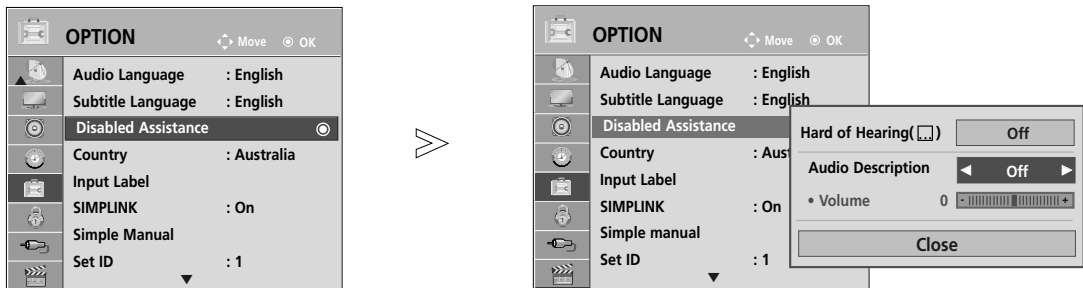 OPTION
Move OK
Audio Language : English
Subtitle Language : English
Disabled Assistance
Country : Australia
Input Label
SIMPLINK : On
Simple Manual
Set ID : 1
OPTION
Move OK
Audio Language : English
Subtitle Language : English
Disabled Assistance
Country : Aust
Input Label
SIMPLINK : On
Simple manual
Set ID : 1
Hard of Hearing( ) Off
Audio Description ◀ Off ▶
• Volume 0 - +
Close